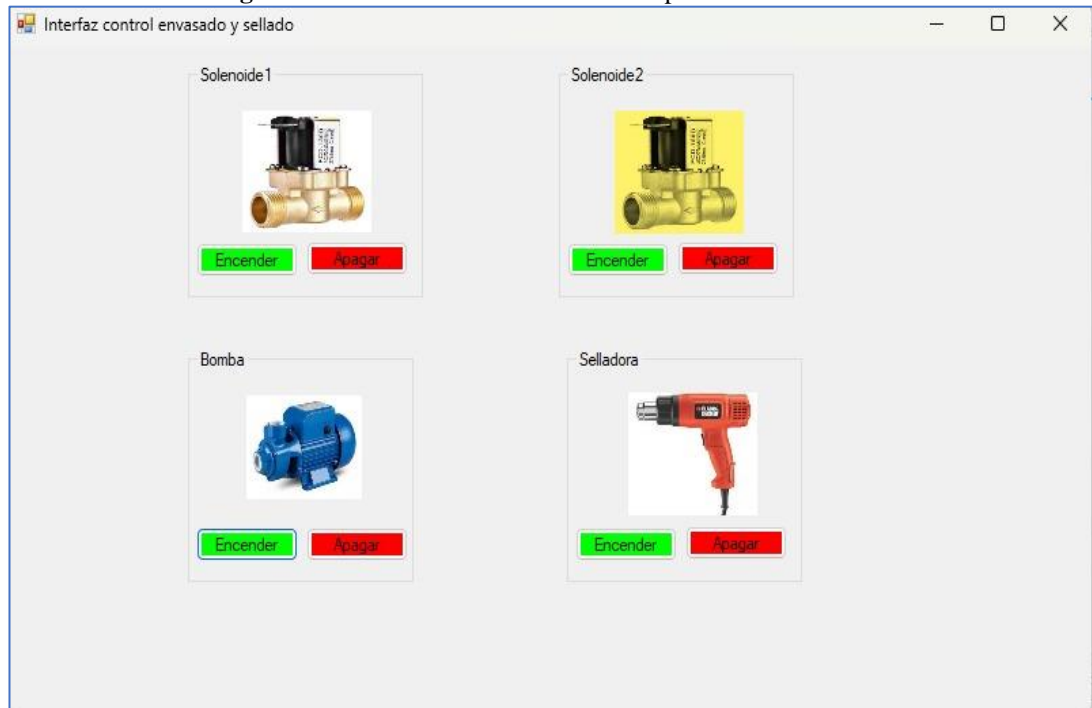 Interfaz control envasado y sellado
Solenoide1
Solenoide2
Encender Apagar
Encender Apagar
Bomba
Selladora
Encender Apagar
Encender Apagar